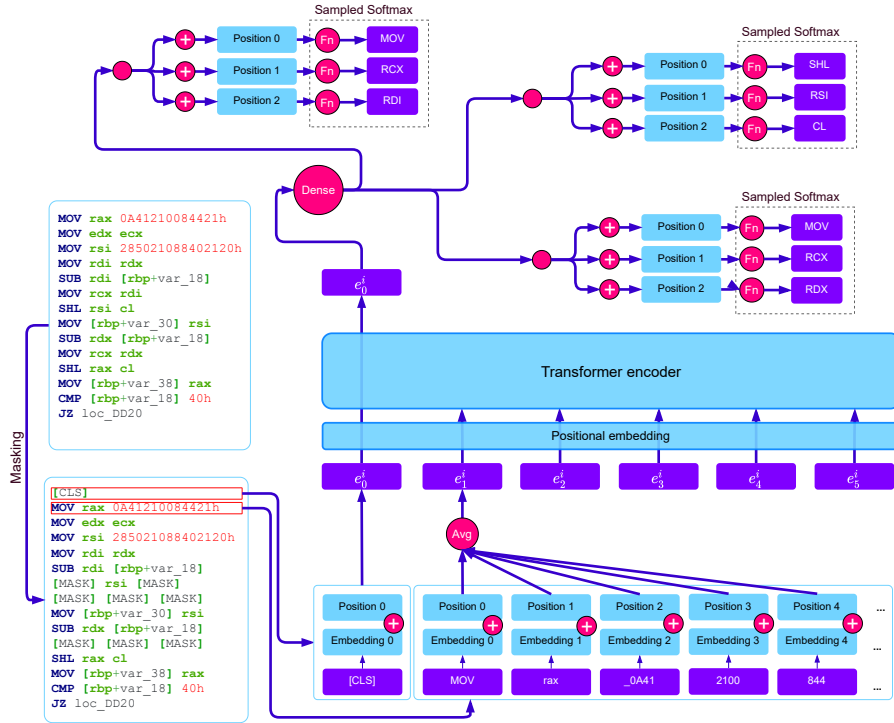 Sampled Softmax
Position 0 Fn MOV
Position 1 Fn RCX
Position 2 Fn RDI
Sampled Softmax
Position 0 Fn SHL
Position 1 Fn RSI
Position 2 Fn CL
Dense
Sampled Softmax
Position 0 Fn MOV
Position 1 Fn RCX
Position 2 Fn RDX
MOV rax 0A41210084421h
MOV edx ecx
MOV rsi 285021088402120h
MOV rdi rdx
SUB rdi [rbp+var_18]
MOV rcx rdi
SHL rsi cl
MOV [rbp+var_30] rsi
SUB rdx [rbp+var_18]
MOV rcx rdx
SHL rax cl
MOV [rbp+var_38] rax
CMP [rbp+var_18] 40h
JZ loc_DD20
e_0^i
Transformer encoder
Positional embedding
e_0^i e_1^i e_2^i e_3^i e_4^i e_5^i
Masking
[CLS]
MOV rax 0A41210084421h
MOV edx ecx
MOV rsi 285021088402120h
MOV rdi rdx
SUB rdi [rbp+var_18]
[MASK] rsi [MASK]
[MASK] [MASK] [MASK]
MOV [rbp+var_30] rsi
SUB rdx [rbp+var_18]
[MASK] [MASK] [MASK]
SHL rax cl
MOV [rbp+var_38] rax
CMP [rbp+var_18] 40h
JZ loc_DD20
Avg
Position 0 Position 0 Position 1 Position 2 Position 3 Position 4 ...
Embedding 0 Embedding 0 Embedding 1 Embedding 2 Embedding 3 Embedding 4 ...
[CLS] MOV rax _0A41 2100 844 ...